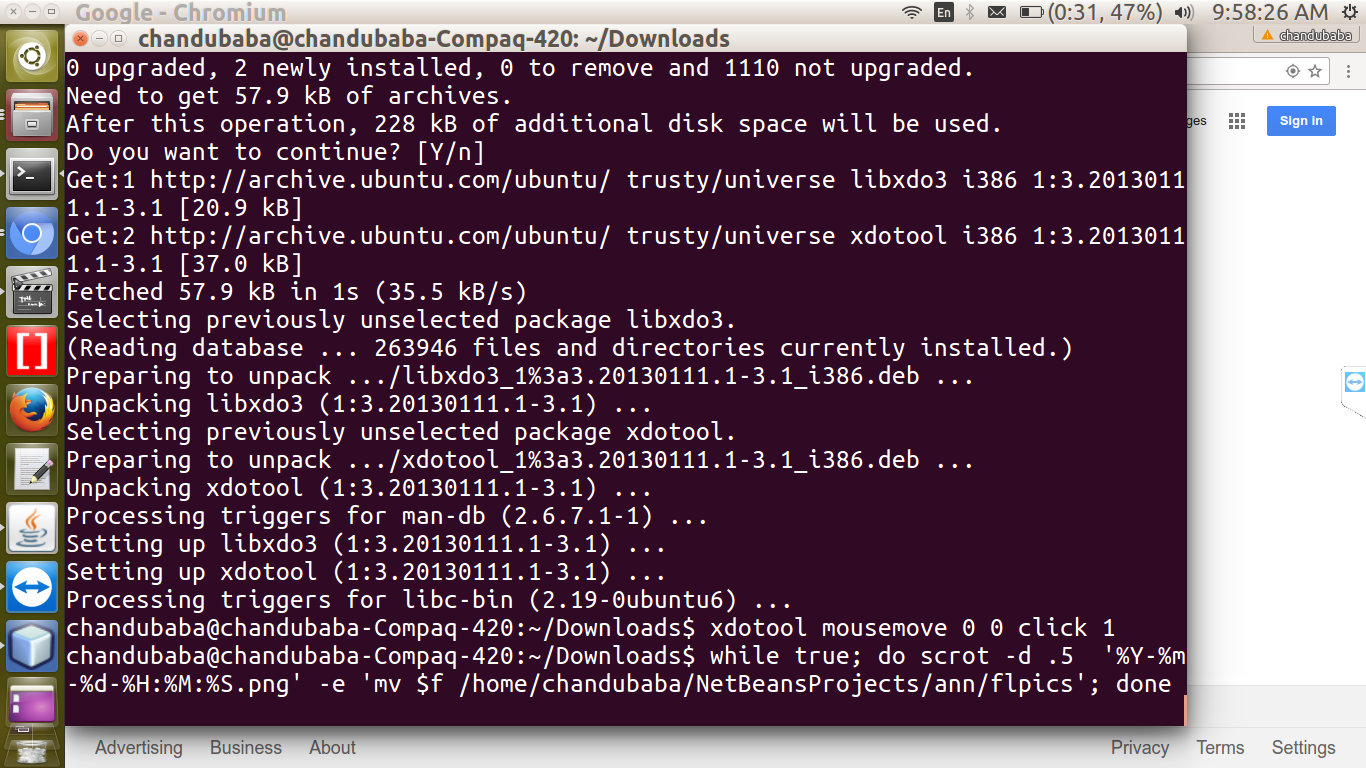 Google - Chromium
En
(0:31, 47%)
9:58:26 AM
chandubaba@chandubaba-Compaq-420: ~/Downloads
chandubaba
0 upgraded, 2 newly installed, 0 to remove and 1110 not upgraded.
Need to get 57.9 kB of archives.
After this operation, 228 kB of additional disk space will be used.
Do you want to continue? [Y/n]
Get:1 http://archive.ubuntu.com/ubuntu/ trusty/universe libxdo3 i386 1:3.2013011
1.1-3.1 [20.9 kB]
Get:2 http://archive.ubuntu.com/ubuntu/ trusty/universe xdotool i386 1:3.2013011
1.1-3.1 [37.0 kB]
Fetched 57.9 kB in 1s (35.5 kB/s)
Selecting previously unselected package libxdo3.
(Reading database ... 263946 files and directories currently installed.)
Preparing to unpack .../libxdo3_1%3a3.20130111.1-3.1_i386.deb ...
Unpacking libxdo3 (1:3.20130111.1-3.1) ...
Selecting previously unselected package xdotool.
Preparing to unpack .../xdotool_1%3a3.20130111.1-3.1_i386.deb ...
Unpacking xdotool (1:3.20130111.1-3.1) ...
Processing triggers for man-db (2.6.7.1-1) ...
Setting up libxdo3 (1:3.20130111.1-3.1) ...
Setting up xdotool (1:3.20130111.1-3.1) ...
Processing triggers for libc-bin (2.19-0ubuntu6) ...
chandubaba@chandubaba-Compaq-420:~/Downloads$ xdotool mousemove 0 0 click 1
chandubaba@chandubaba-Compaq-420:~/Downloads$ while true; do scrot -d .5  '%Y-%m
-%d-%H:%M:%S.png' -e 'mv $f /home/chandubaba/NetBeansProjects/ann/flpics'; done
ges
Sign in
Advertising
Business
About
Privacy
Terms
Settings